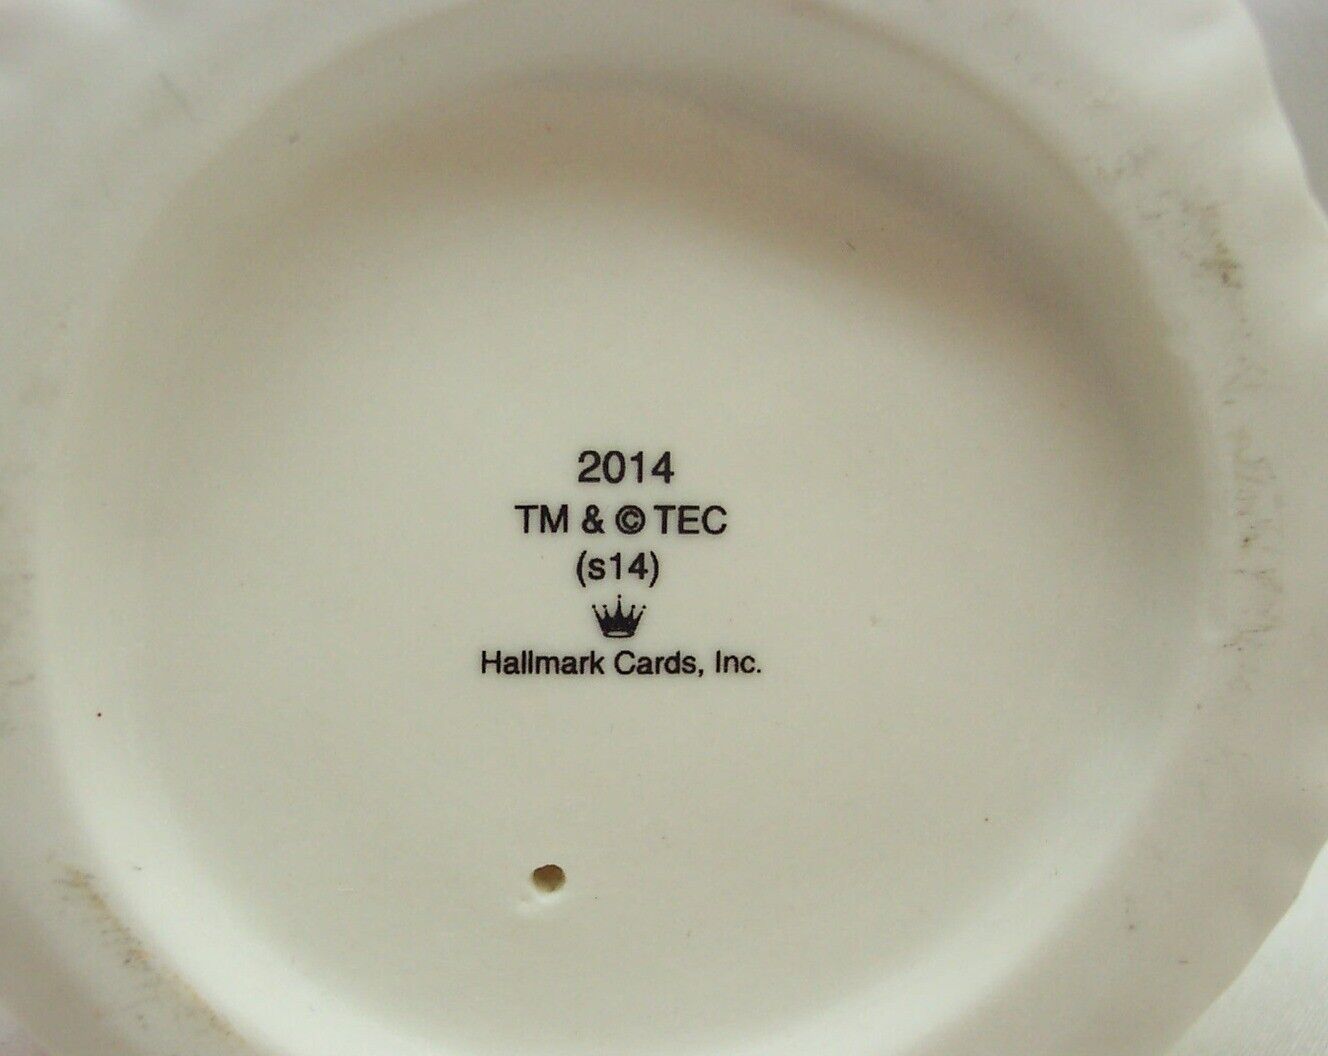 2014
TM & © TEC
(s14)
Hallmark Cards, Inc.